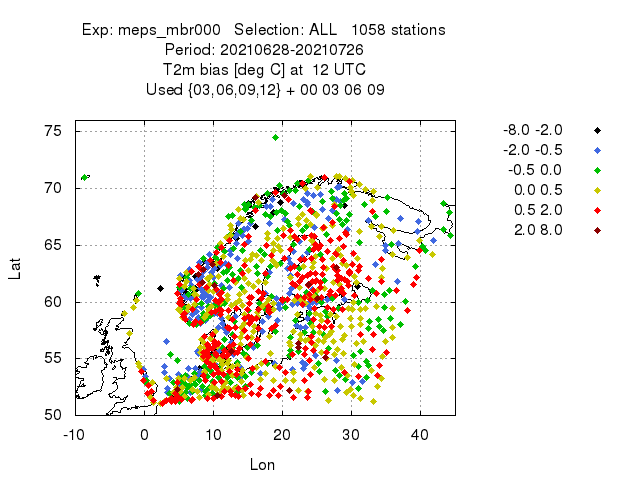 Exp: meps_mbr000   Selection: ALL   1058 stations
Period: 20210628-20210726
T2m bias [deg C] at  12 UTC
Used {03,06,09,12} + 00 03 06 09
-8.0 -2.0
-2.0 -0.5
-0.5 0.0
0.0 0.5
0.5 2.0
2.0 8.0
75
70
65
60
55
50
Lat
-10 0 10 20 30 40
Lon